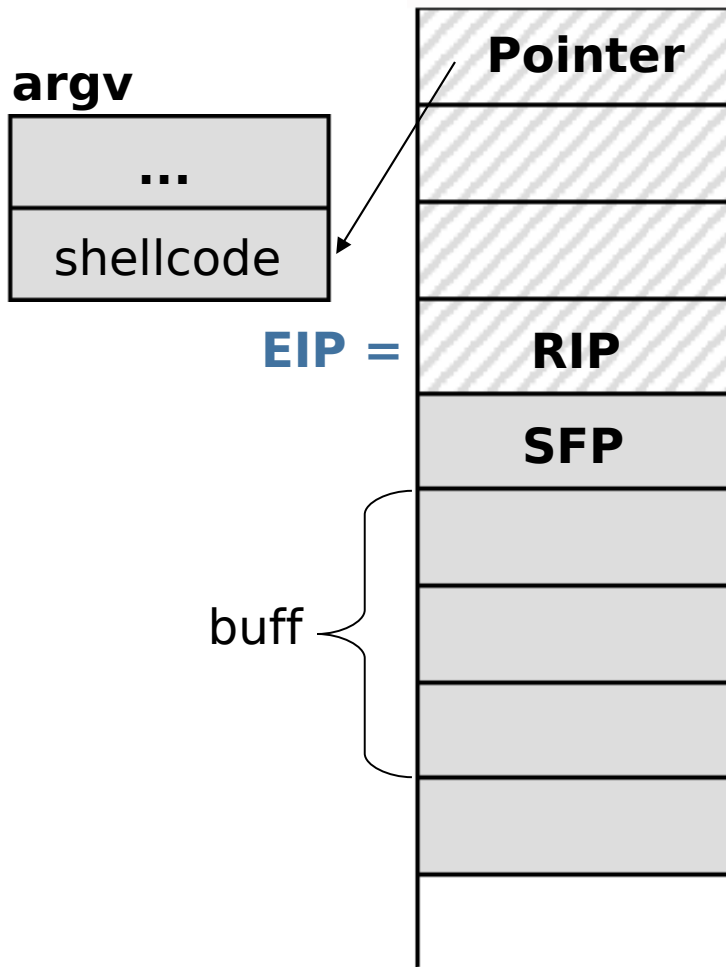 Pointer
argv
...
shellcode
EIP =
RIP
SFP
buff